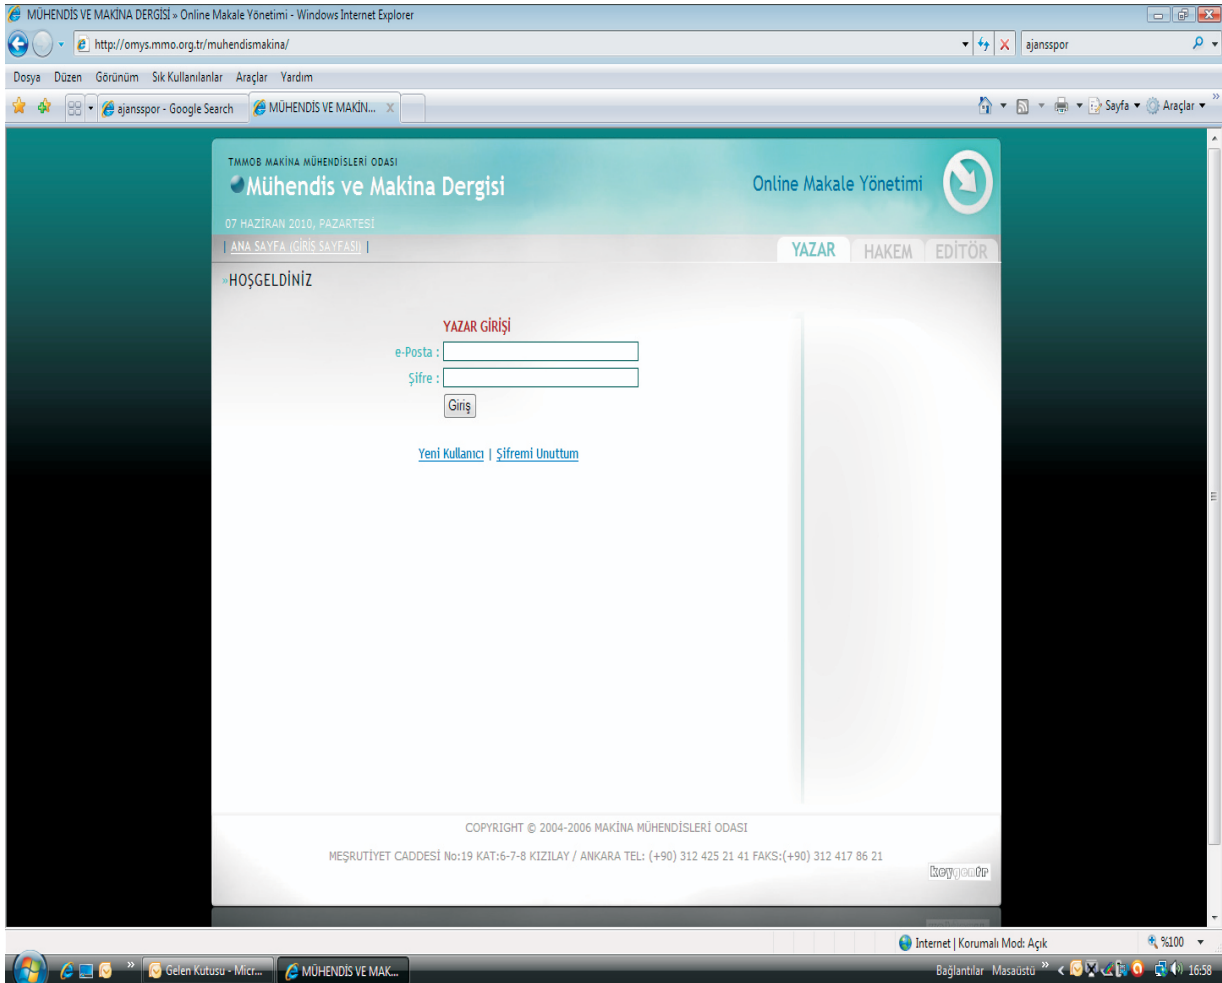 MÜHENDİS VE MAKİNA DERGİSİ » Online Makale Yönetimi - Windows Internet Explorer
http://omys.mmo.org.tr/muhendismakina/
ajansspor
Dosya Düzen Görünüm Sık Kullanılanlar Araçlar Yardım
ajansspor - Google Search
MÜHENDİS VE MAKİN...
Sayfa
Araçlar
TMMOB MAKİNA MÜHENDİSLERİ ODASI
Mühendis ve Makina Dergisi
Online Makale Yönetimi
07 HAZİRAN 2010, PAZARTESİ
| ANA SAYFA (GİRİŞ SAYFASI) |
YAZAR HAKEM EDİTÖR
»HOŞGELDİNİZ
YAZAR GİRİŞİ
e-Posta :
Şifre :
Giriş
Yeni Kullanıcı | Şifremi Unuttum
COPYRIGHT © 2004-2006 MAKİNA MÜHENDİSLERİ ODASI
MEŞRUTİYET CADDESİ No:19 KAT:6-7-8 KIZILAY / ANKARA TEL: (+90) 312 425 21 41 FAKS:(+90) 312 417 86 21
Internet | Korumalı Mod: Açık
%100
Gelen Kutusu - Micr...
MÜHENDİS VE MAK...
Bağlantılar Masaüstü
16:58